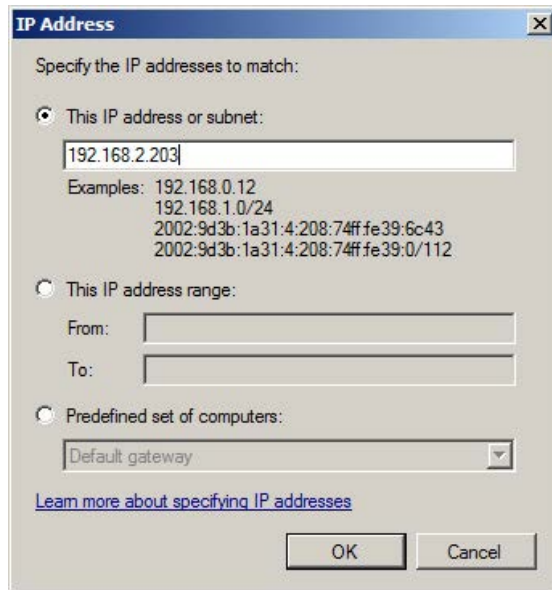 IP Address
Specify the IP addresses to match:
This IP address or subnet:
192.168.2.203
Examples: 192.168.0.12
192.168.1.0/24
2002:9d3b:1a31:4:208:74ff:fe39:6c43
2002:9d3b:1a31:4:208:74ff:fe39:0/112
This IP address range:
From:
To:
Predefined set of computers:
Default gateway
Learn more about specifying IP addresses
OK Cancel